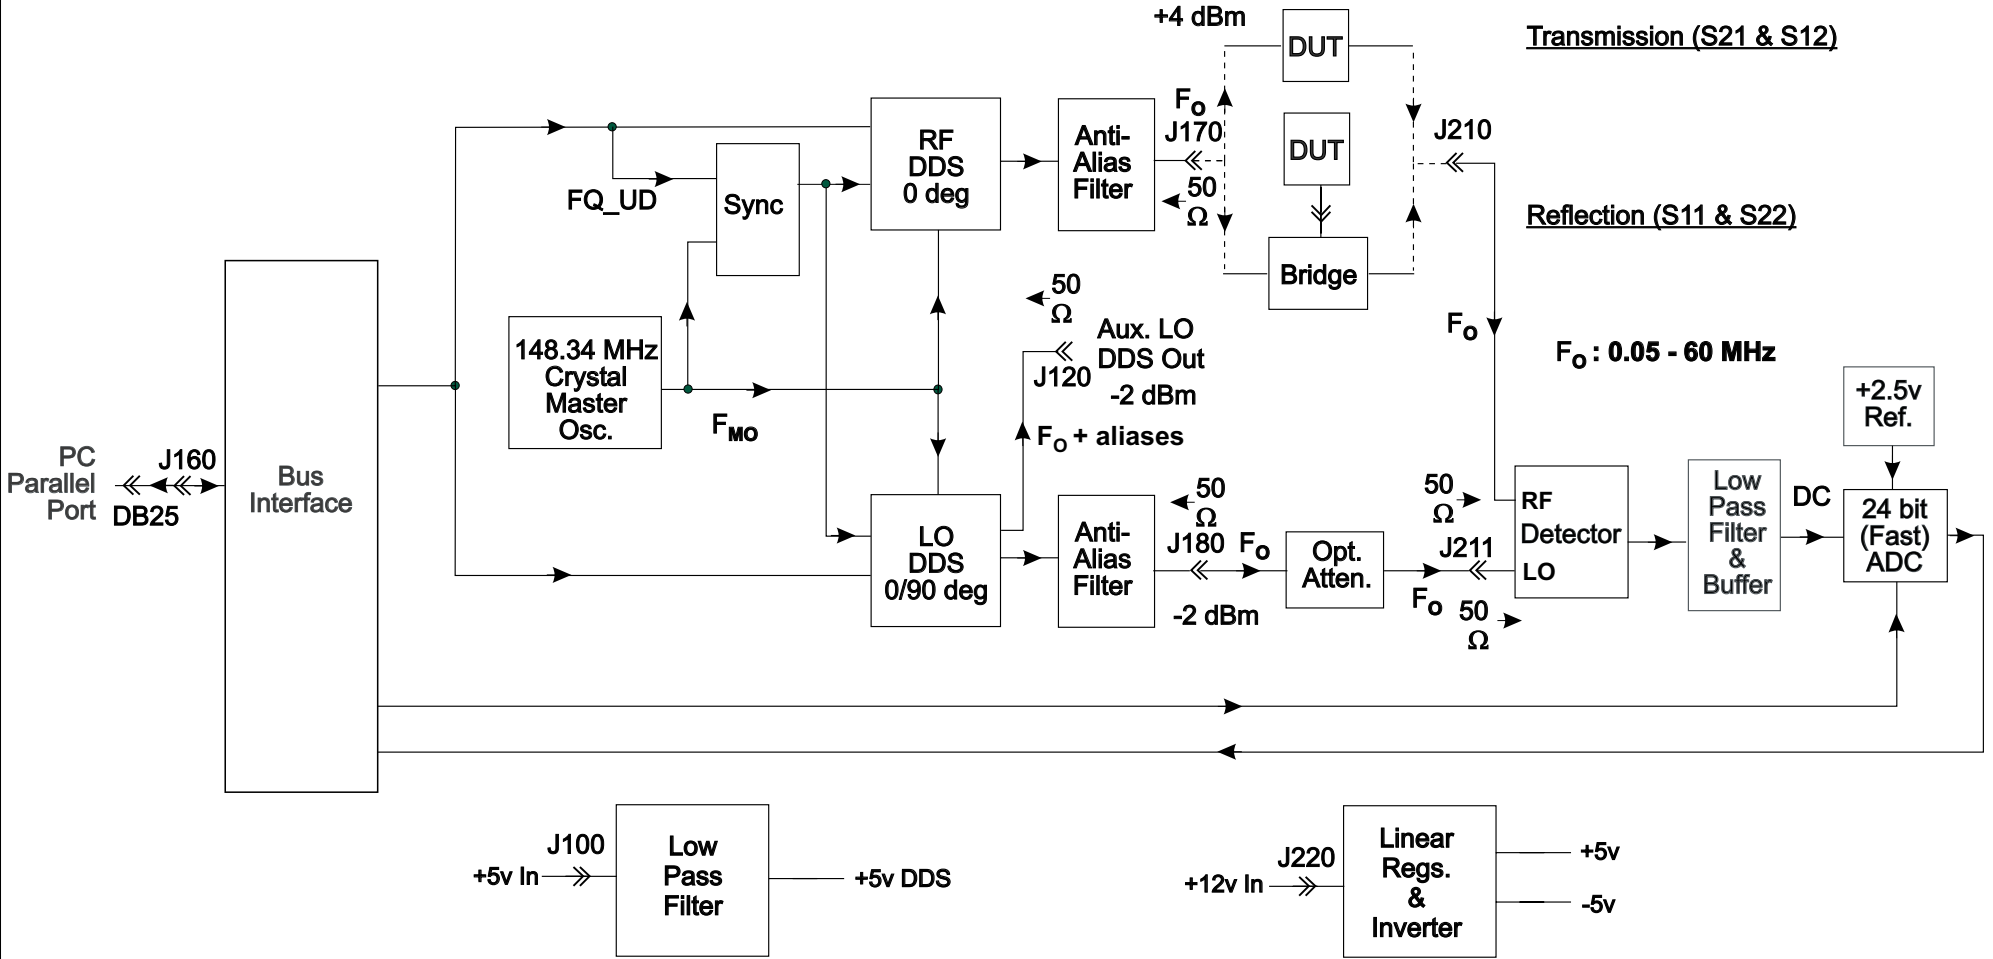 +4 dBm
DUT
Transmission (S21 & S12)
FO
J170
50
Ω
DUT
J210
Bridge
Reflection (S11 & S22)
RF
DDS
0 deg
Anti-
Alias
Filter
Sync
FQ_UD
148.34 MHz
Crystal
Master
Osc.
FMO
50
Ω
Aux. LO
DDS Out
J120
-2 dBm
FO + aliases
FO
FO : 0.05 - 60 MHz
+2.5v
Ref.
PC
Parallel
Port
J160
DB25
Bus
Interface
LO
DDS
0/90 deg
Anti-
Alias
Filter
50
Ω
J180
FO
-2 dBm
Opt.
Atten.
50
Ω
J211
FO
50
Ω
RF
Detector
LO
Low
Pass
Filter
&
Buffer
DC
24 bit
(Fast)
ADC
+5v In
J100
Low
Pass
Filter
+5v DDS
+12v In
J220
Linear
Regs.
&
Inverter
+5v
-5v